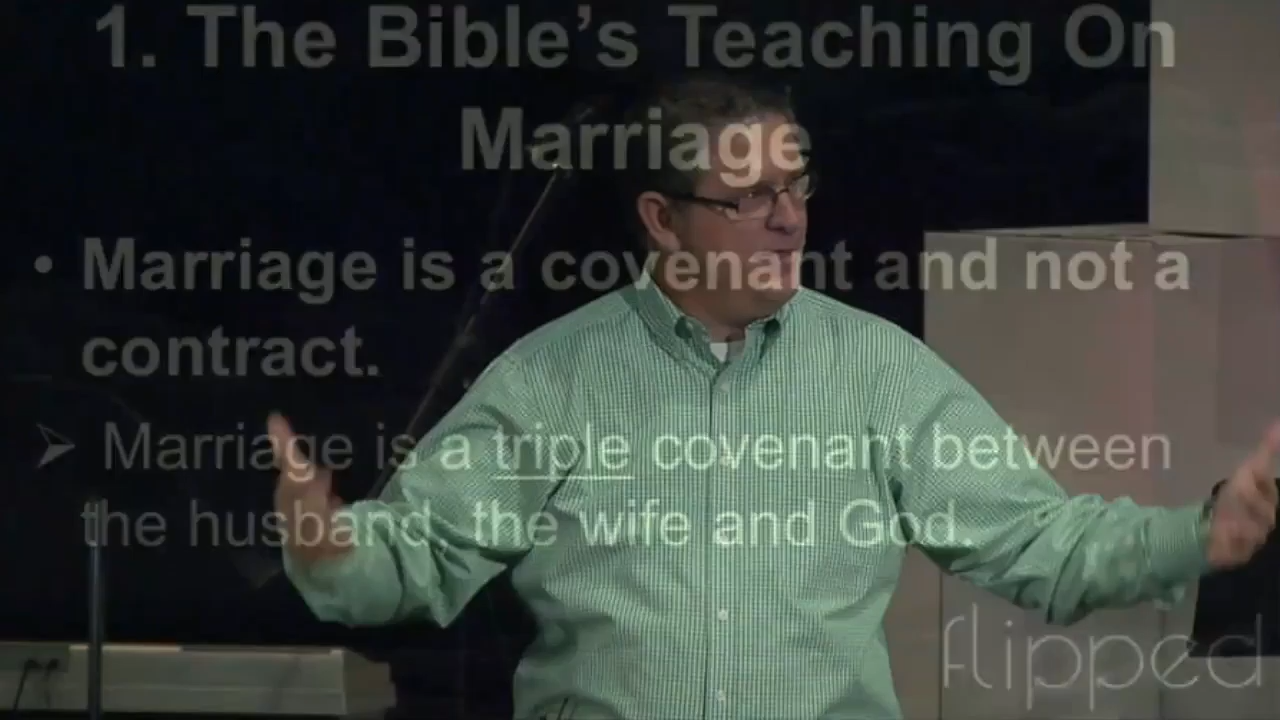 1. The Bible's Teaching On
Marriage
• Marriage is a covenant and not a
contract.
➢ Marriage is a triple covenant between
the husband, the wife and God.
flipped